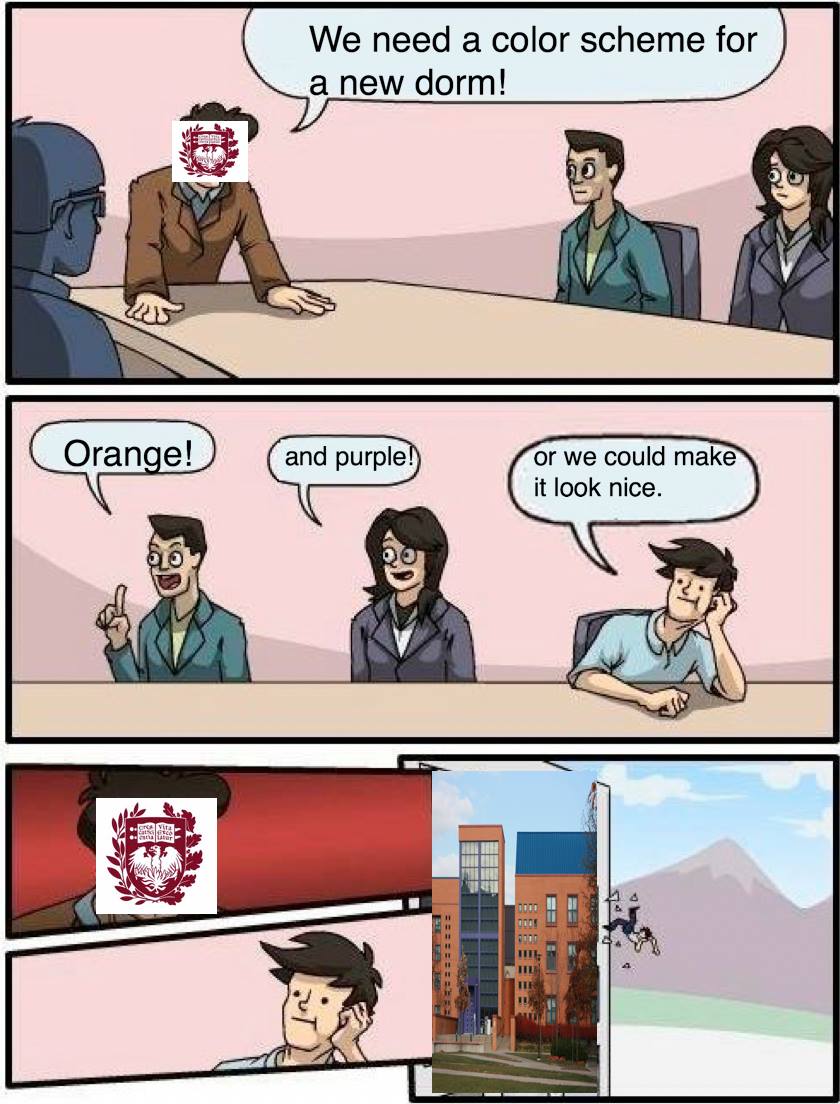 We need a color scheme for
a new dorm!
Orange!
and purple!
or we could make
it look nice.